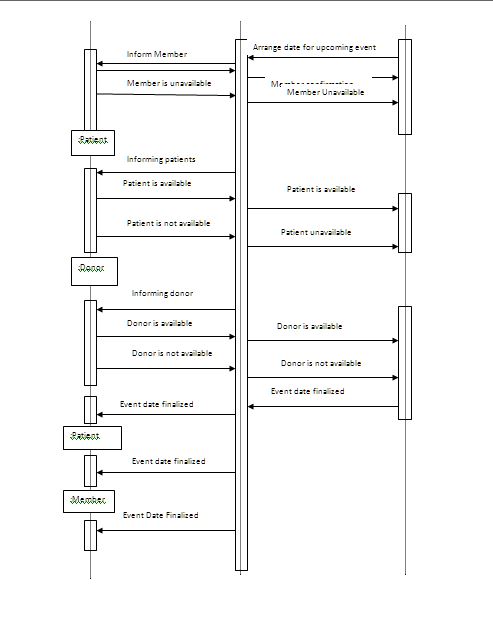 Inform Member
Arrange date for upcoming event
Member is unavailable
Member Unavailable
Patient
Informing patients
Patient is available
Patient is available
Patient is not available
Patient unavailable
Donor
Informing donor
Donor is available
Donor is available
Donor is not available
Donor is not available
Event date finalized
Event date finalized
Patient
Event date finalized
Member
Event Date Finalized